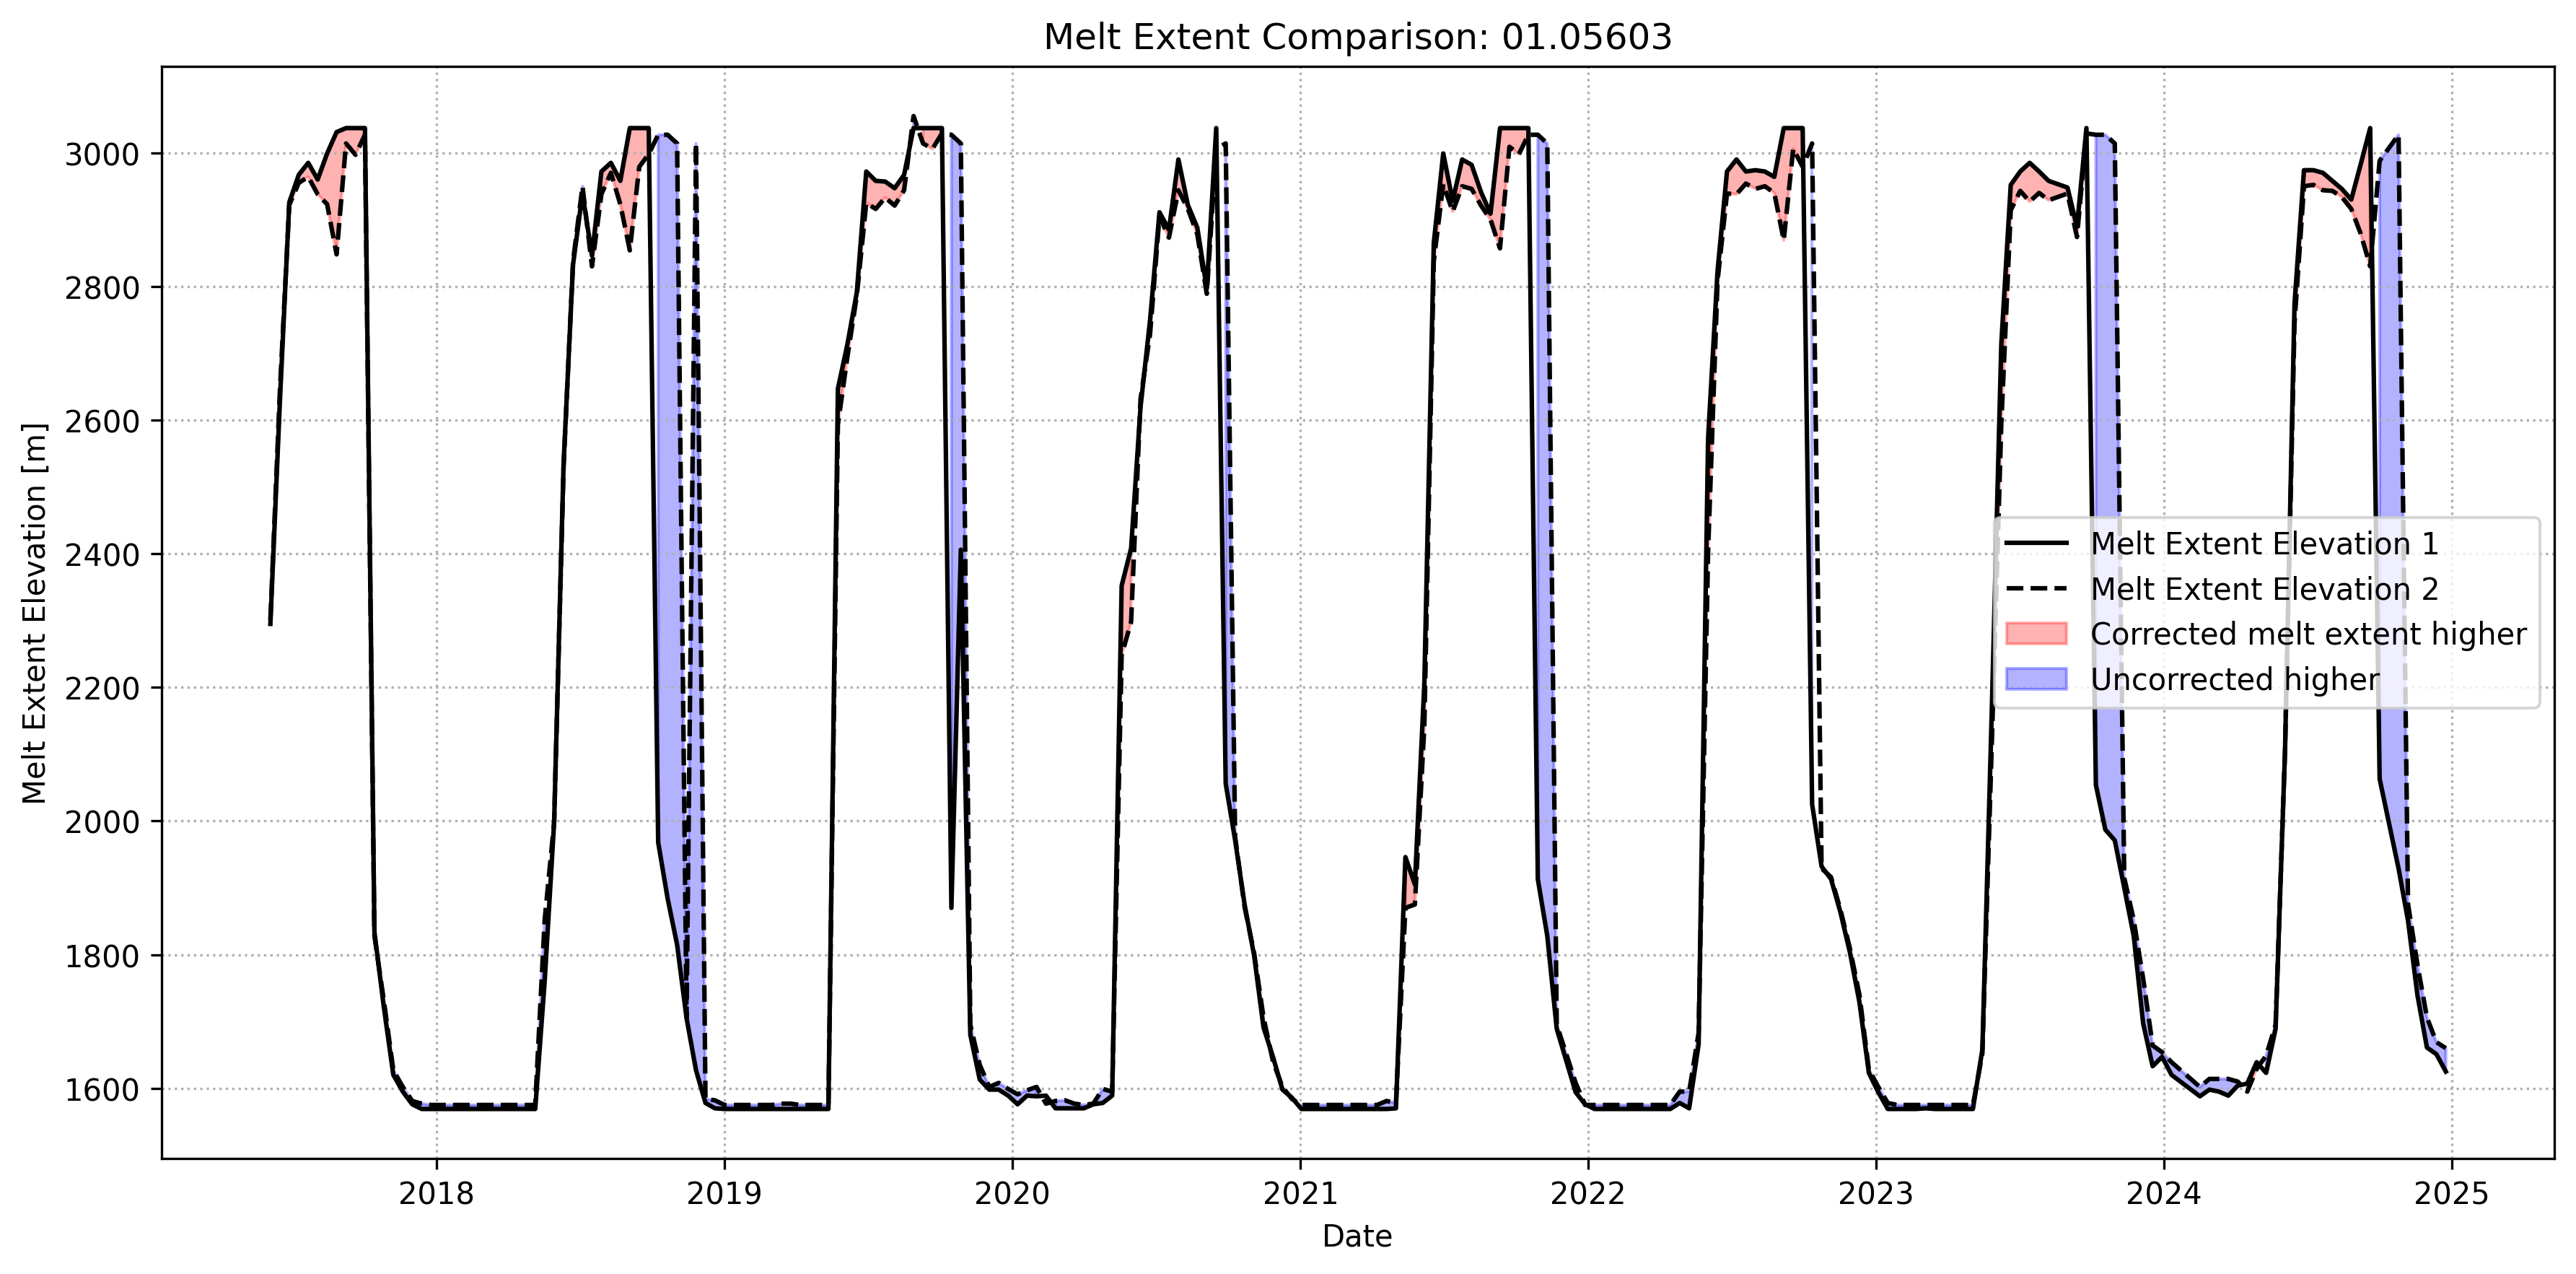 Melt Extent Comparison: 01.05603
Melt Extent Elevation [m]
3000
2800
2600
2400
2200
2000
1800
1600
Melt Extent Elevation 1
Melt Extent Elevation 2
Corrected melt extent higher
Uncorrected higher
2018 2019 2020 2021 2022 2023 2024 2025
Date